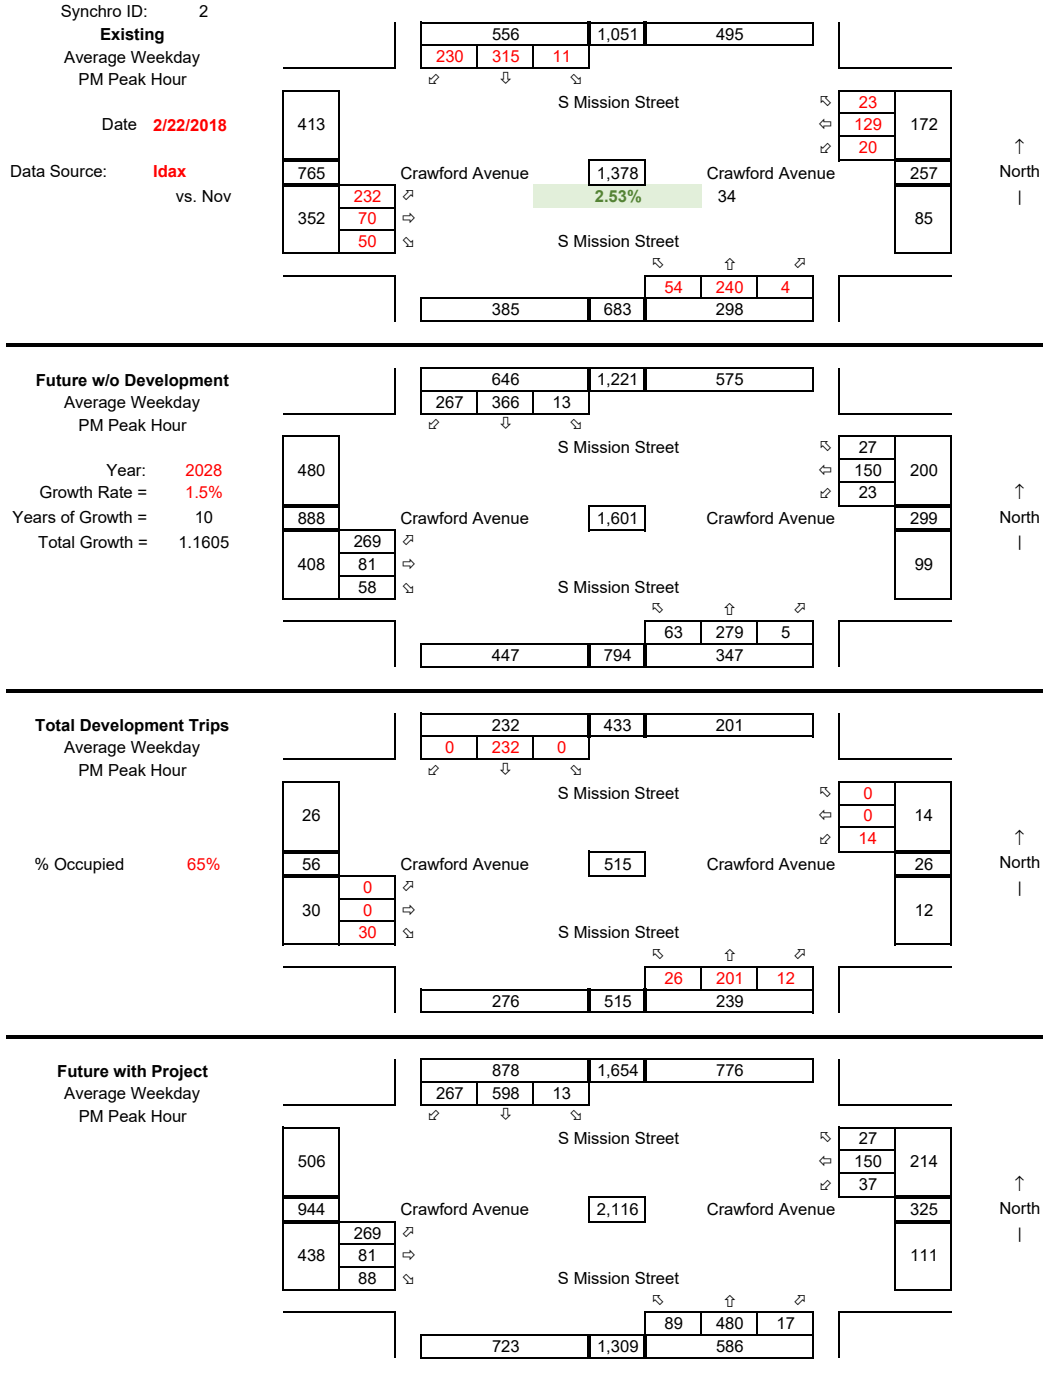 Synchro ID: 2
Existing 556 1,051 495
Average Weekday 230 315 11
PM Peak Hour ⬃ ⇩ ⬂
S Mission Street ⬁ 23
Date 2/22/2018 413 ⇦ 129 172
⬃ 20 ↑
Data Source: Idax 765 Crawford Avenue 1,378 Crawford Avenue 257 North
vs. Nov 232 ⬀ 2.53% 34 |
352 70 ⇨ 85
50 ⬂ S Mission Street
⬁ ⇧ ⬀
54 240 4
385 683 298
Future w/o Development 646 1,221 575
Average Weekday 267 366 13
PM Peak Hour ⬃ ⇩ ⬂
S Mission Street ⬁ 27
Year: 2028 480 ⇦ 150 200
Growth Rate = 1.5% ⬃ 23 ↑
Years of Growth = 10 888 Crawford Avenue 1,601 Crawford Avenue 299 North
Total Growth = 1.1605 269 ⬀ |
408 81 ⇨ 99
58 ⬂ S Mission Street
⬁ ⇧ ⬀
63 279 5
447 794 347
Total Development Trips 232 433 201
Average Weekday 0 232 0
PM Peak Hour ⬃ ⇩ ⬂
S Mission Street ⬁ 0
26 ⇦ 0 14
⬃ 14 ↑
% Occupied 65% 56 Crawford Avenue 515 Crawford Avenue 26 North
0 ⬀ |
30 0 ⇨ 12
30 ⬂ S Mission Street
⬁ ⇧ ⬀
26 201 12
276 515 239
Future with Project 878 1,654 776
Average Weekday 267 598 13
PM Peak Hour ⬃ ⇩ ⬂
S Mission Street ⬁ 27
506 ⇦ 150 214
⬃ 37 ↑
944 Crawford Avenue 2,116 Crawford Avenue 325 North
269 ⬀ |
438 81 ⇨ 111
88 ⬂ S Mission Street
⬁ ⇧ ⬀
89 480 17
723 1,309 586